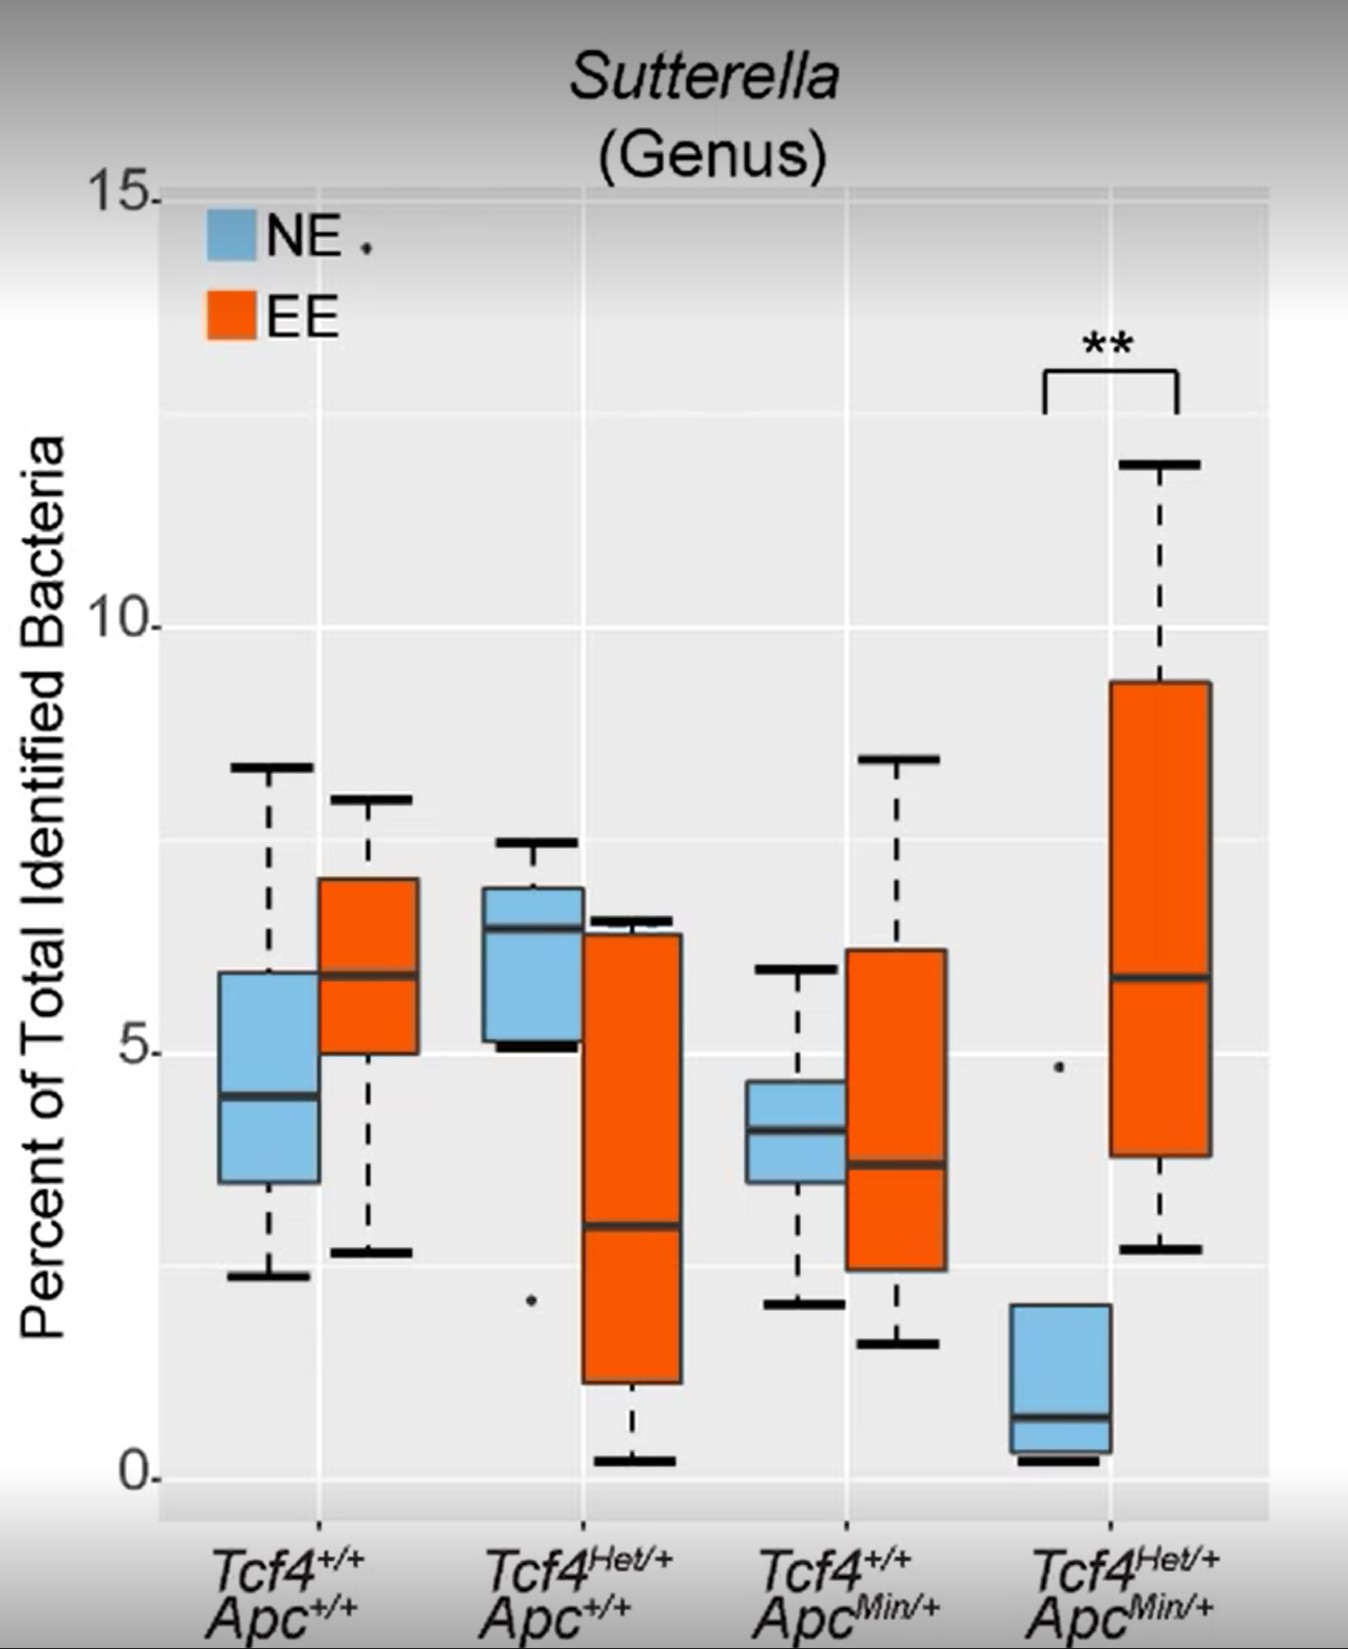 Sutterella
(Genus)
15
NE
EE
**
10
5
0
Percent of Total Identified Bacteria
Tcf4+/+ Tcf4Het/+ Tcf4+/+ Tcf4Het/+
Apc+/+ Apc+/+ ApcMin/+ ApcMin/+